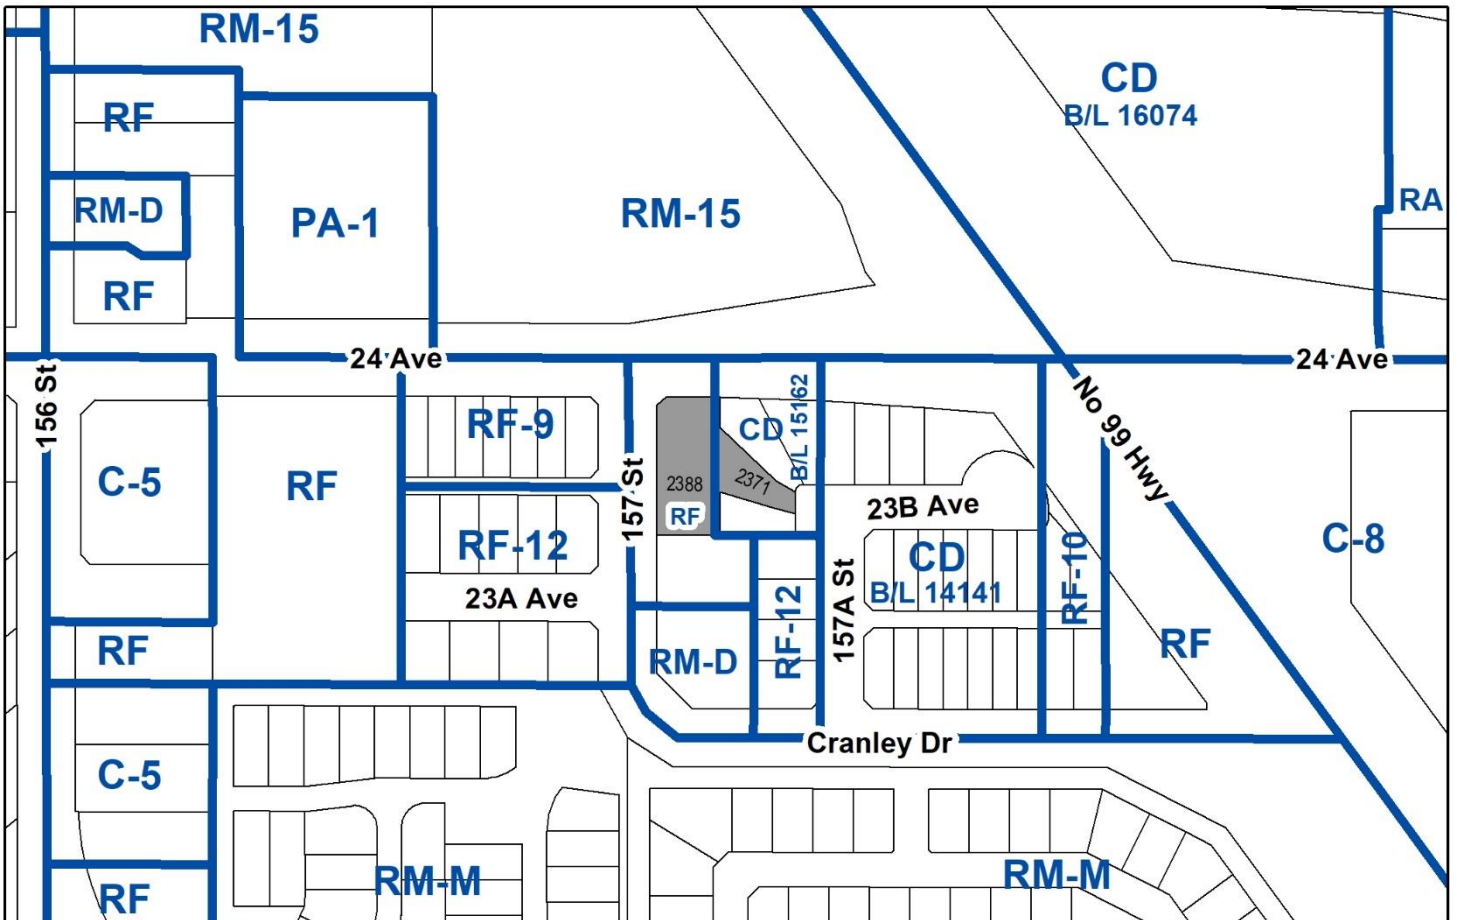 RM-15
CD
B/L 16074
RF
RM-D
PA-1
RM-15
RA
RF
24 Ave
24 Ave
156 St
No 99 Hwy
RF-9
CD
B/L 15162
C-5
RF
157 St
2388
2371
RF
23B Ave
C-8
RF-12
CD
B/L 14141
RF-10
23A Ave
157A St
RF-12
RF
RM-D
RF
Cranley Dr
C-5
RM-M
RM-M
RF